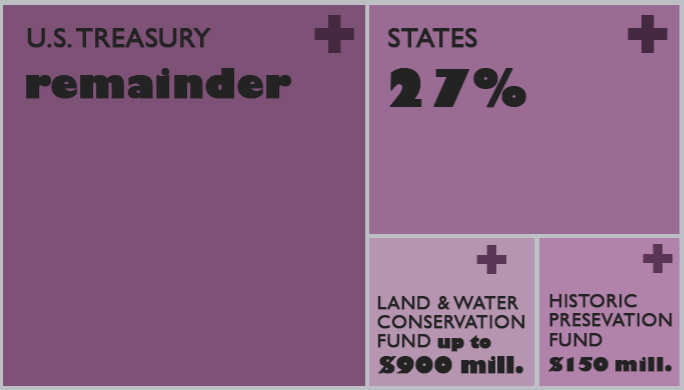 U.S. TREASURY
remainder
STATES
27%
LAND & WATER
CONSERVATION
FUND up to
$900 mill.
HISTORIC
PRESEVATION
FUND
$150 mill.